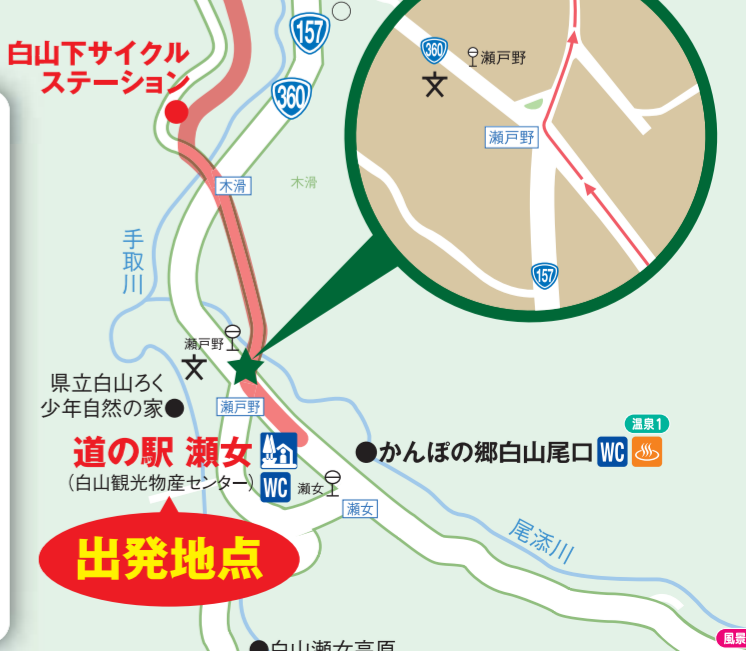 白山下サイクル
ステーション
157
360
木滑
木滑
手取川
瀬戸野
県立白山ろく
少年自然の家
瀬戸野
道の駅 瀬女
(白山観光物産センター)
WC
瀬女
瀬女
出発地点
温泉1
かんぽの郷白山尾口
WC
尾添川
白山瀬女高原
風景
360
瀬戸野
瀬戸野
157